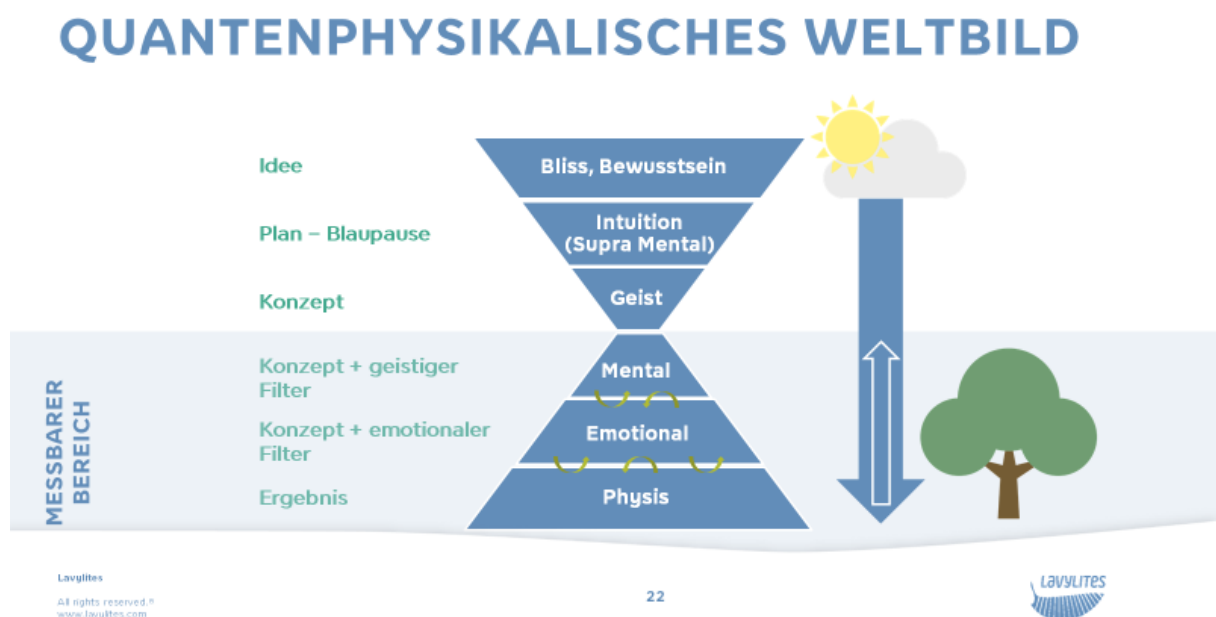 QUANTENPHYSIKALISCHES WELTBILD
Idee
Bliss, Bewusstsein
Plan – Blaupause
Intuition
(Supra Mental)
Konzept
Geist
MESSBARER
BEREICH
Konzept + geistiger
Filter
Mental
Konzept + emotionaler
Filter
Emotional
Ergebnis
Physis
Lavylites
All rights reserved.®
www.lavylites.com
22
LAVYLITES